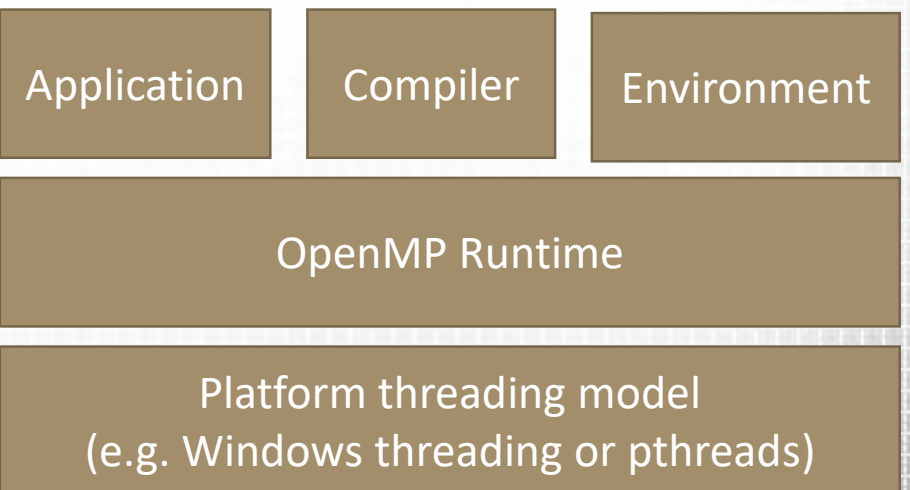 Application
Compiler
Environment
OpenMP Runtime
Platform threading model
(e.g. Windows threading or pthreads)